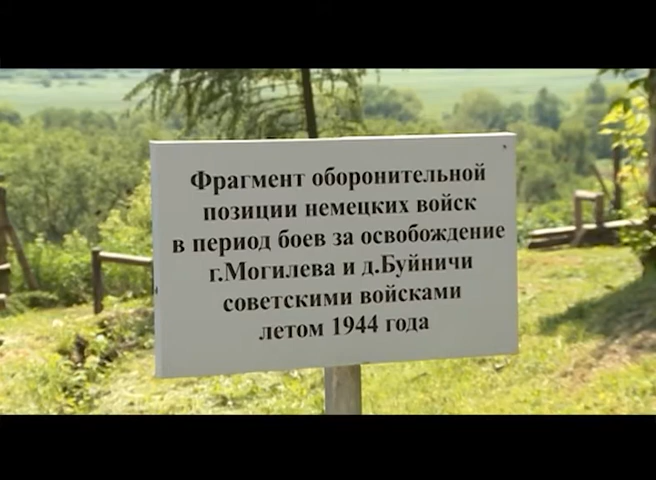 Фрагмент оборонительной
позиции немецких войск
в период боев за освобождение
г.Могилева и д.Буйничи
советскими войсками
летом 1944 года